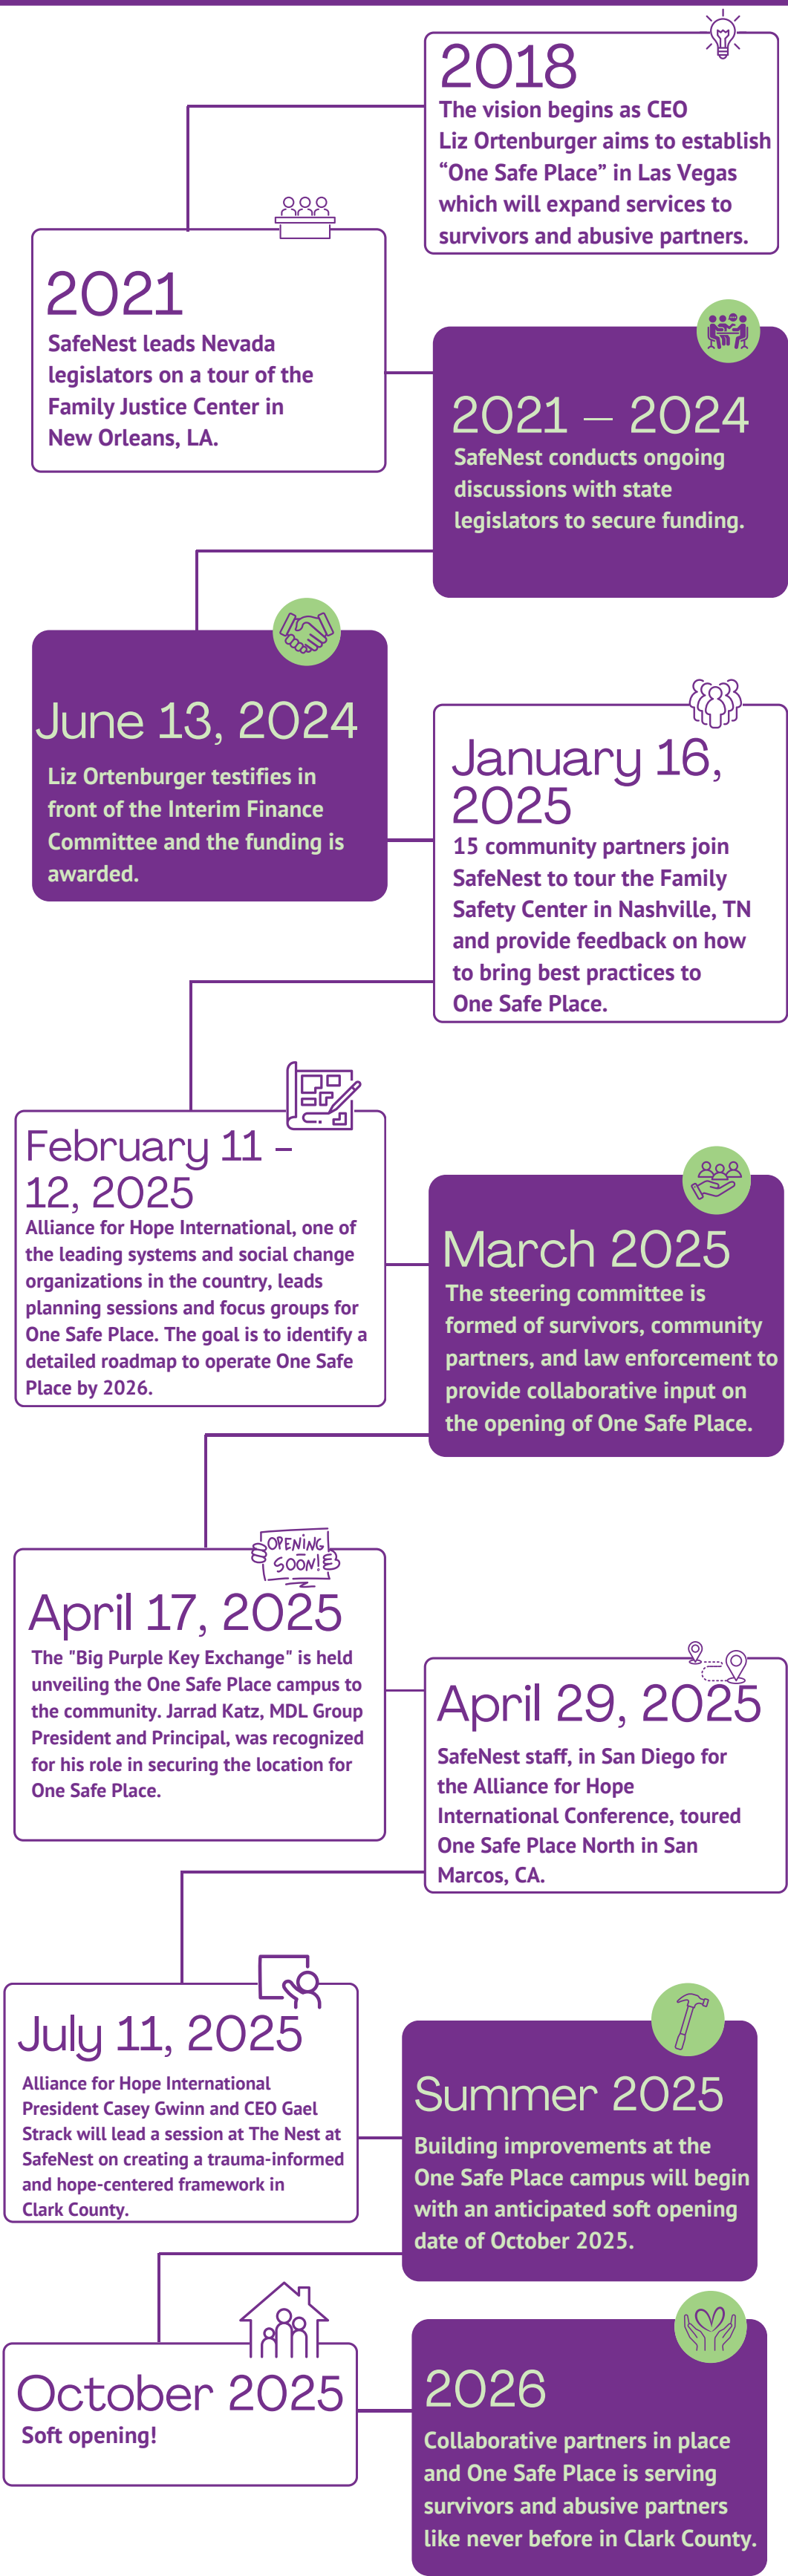 2018
The vision begins as CEO
Liz Ortenburger aims to establish
“One Safe Place” in Las Vegas
which will expand services to
survivors and abusive partners.
2021
SafeNest leads Nevada
legislators on a tour of the
Family Justice Center in
New Orleans, LA.
2021 – 2024
SafeNest conducts ongoing
discussions with state
legislators to secure funding.
June 13, 2024
Liz Ortenburger testifies in
front of the Interim Finance
Committee and the funding is
awarded.
January 16,
2025
15 community partners join
SafeNest to tour the Family
Safety Center in Nashville, TN
and provide feedback on how
to bring best practices to
One Safe Place.
February 11 –
12, 2025
Alliance for Hope International, one of
the leading systems and social change
organizations in the country, leads
planning sessions and focus groups for
One Safe Place. The goal is to identify a
detailed roadmap to operate One Safe
Place by 2026.
March 2025
The steering committee is
formed of survivors, community
partners, and law enforcement to
provide collaborative input on
the opening of One Safe Place.
OPENING
SOON!
April 17, 2025
The "Big Purple Key Exchange" is held
unveiling the One Safe Place campus to
the community. Jarrad Katz, MDL Group
President and Principal, was recognized
for his role in securing the location for
One Safe Place.
April 29, 2025
SafeNest staff, in San Diego for
the Alliance for Hope
International Conference, toured
One Safe Place North in San
Marcos, CA.
July 11, 2025
Alliance for Hope International
President Casey Gwinn and CEO Gael
Strack will lead a session at The Nest at
SafeNest on creating a trauma-informed
and hope-centered framework in
Clark County.
Summer 2025
Building improvements at the
One Safe Place campus will begin
with an anticipated soft opening
date of October 2025.
October 2025
Soft opening!
2026
Collaborative partners in place
and One Safe Place is serving
survivors and abusive partners
like never before in Clark County.